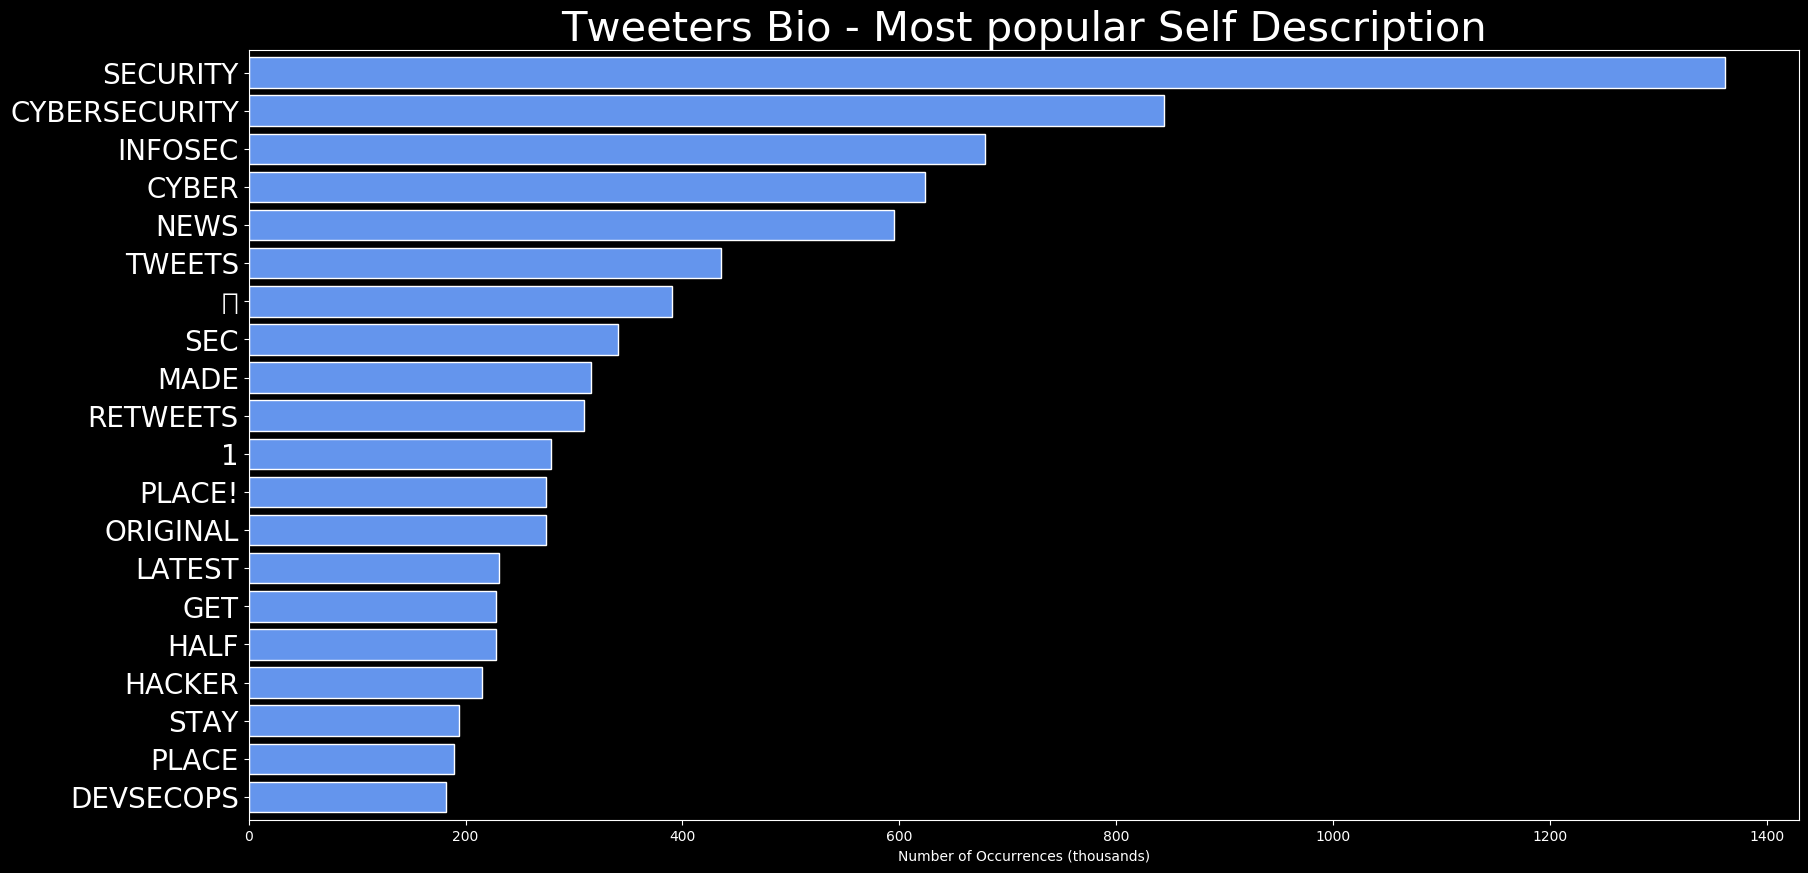 Tweeters Bio - Most popular Self Description
SECURITY
CYBERSECURITY
INFOSEC
CYBER
NEWS
TWEETS
SEC
MADE
RETWEETS
1
PLACE!
ORIGINAL
LATEST
GET
HALF
HACKER
STAY
PLACE
DEVSECOPS
0 200 400 600 800 1000 1200 1400
Number of Occurrences (thousands)